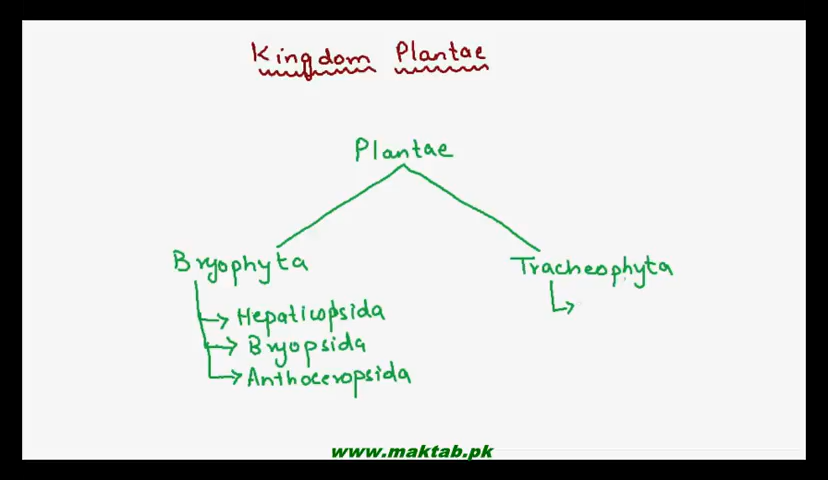 Kingdom Plantae
Plantae
Bryophyta
Tracheophyta
Hepaticopsida
Bryopsida
Anthoceropsida
www.maktab.pk